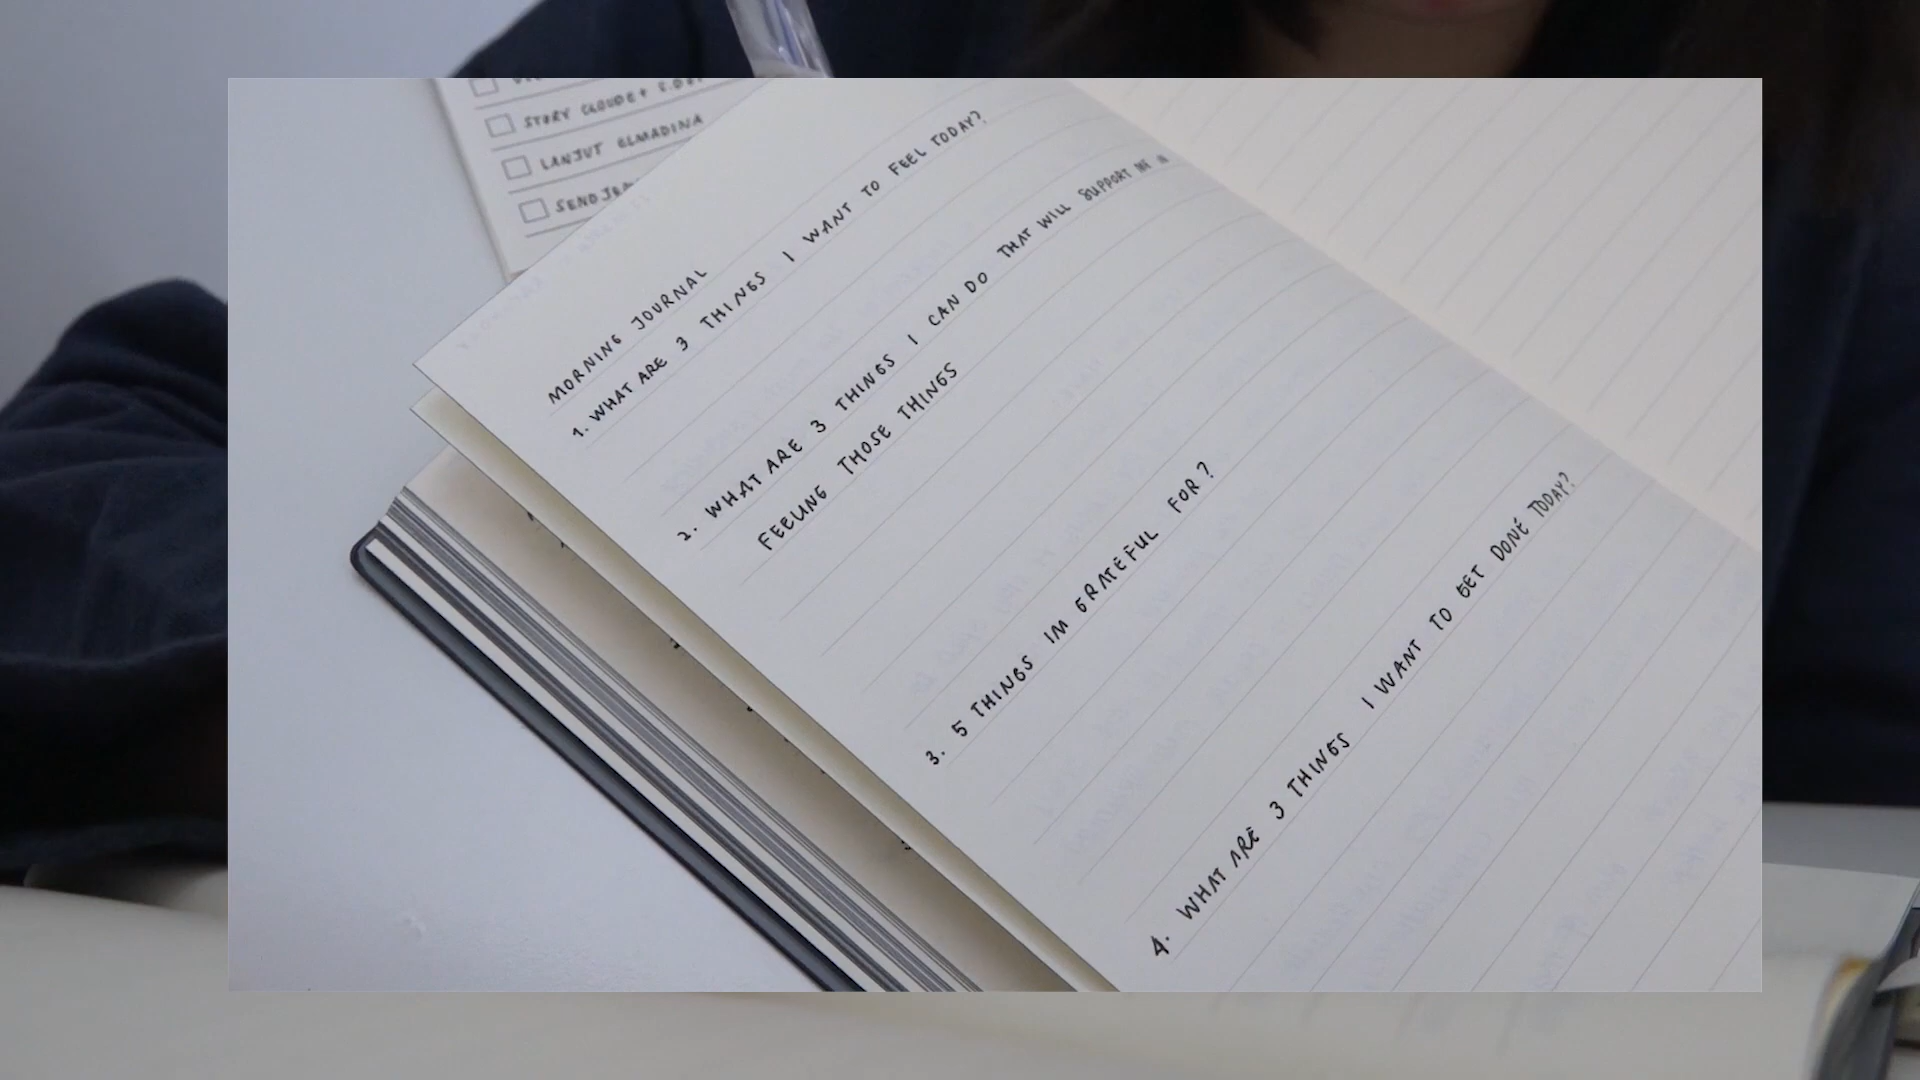 STORY CLOUDE +
LANJUT ELMADINA
SEND
MORNING JOURNAL
1. WHAT ARE 3 THINGS I WANT TO FEEL TODAY?
2. WHAT ARE 3 THINGS I CAN DO THAT WILL SUPPORT ME
FEELING THOSE THINGS
3. 5 THINGS IM GRATEFUL FOR?
4. WHAT ARE 3 THINGS I WANT TO GET DONE TODAY?